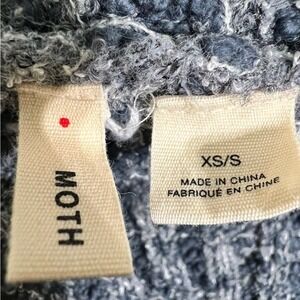 MOTH
XS/S
MADE IN CHINA
FABRIQUÉ EN CHINE